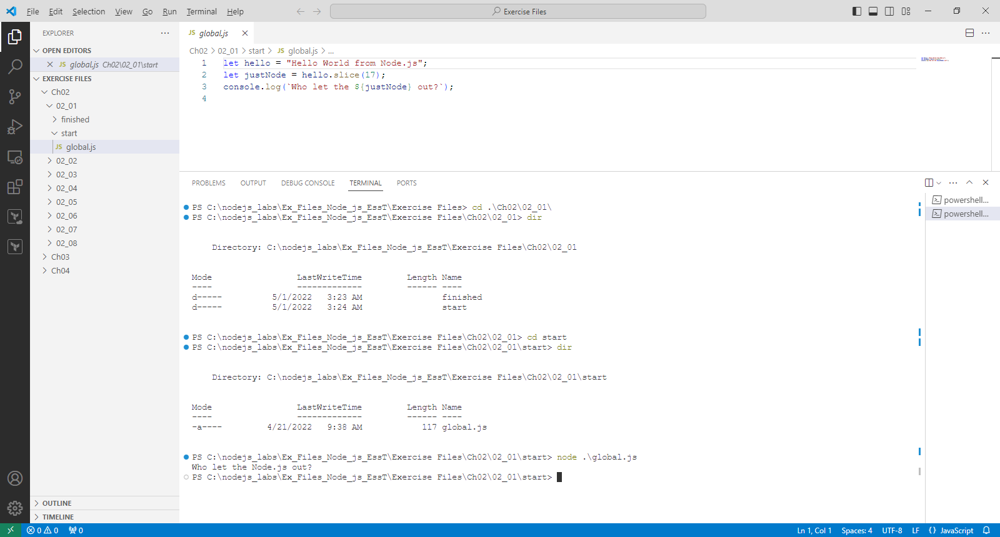 File Edit Selection View Go Run Terminal Help
Exercise Files
EXPLORER
OPEN EDITORS
JS global.js Ch02\02_01\start
EXERCISE FILES
Ch02
02_01
finished
start
JS global.js
02_02
02_03
02_04
02_05
02_06
02_07
02_08
Ch03
Ch04
OUTLINE
TIMELINE
JS global.js
Ch02 > 02_01 > start > JS global.js > ...
1 let hello = "Hello World from Node.js";
2 let justNode = hello.slice(17);
3 console.log(`Who let the ${justNode} out?`);
4
PROBLEMS OUTPUT DEBUG CONSOLE TERMINAL PORTS
PS C:\nodejs_labs\Ex_Files_Node_js_EssT\Exercise Files> cd .\Ch02\02_01\
PS C:\nodejs_labs\Ex_Files_Node_js_EssT\Exercise Files\Ch02\02_01> dir
Directory: C:\nodejs_labs\Ex_Files_Node_js_EssT\Exercise Files\Ch02\02_01
Mode LastWriteTime Length Name
---- ------------- ------ ----
d----- 5/1/2022 3:23 AM finished
d----- 5/1/2022 3:24 AM start
PS C:\nodejs_labs\Ex_Files_Node_js_EssT\Exercise Files\Ch02\02_01> cd start
PS C:\nodejs_labs\Ex_Files_Node_js_EssT\Exercise Files\Ch02\02_01\start> dir
Directory: C:\nodejs_labs\Ex_Files_Node_js_EssT\Exercise Files\Ch02\02_01\start
Mode LastWriteTime Length Name
---- ------------- ------ ----
-a---- 4/21/2022 9:38 AM 117 global.js
PS C:\nodejs_labs\Ex_Files_Node_js_EssT\Exercise Files\Ch02\02_01\start> node .\global.js
Who let the Node.js out?
PS C:\nodejs_labs\Ex_Files_Node_js_EssT\Exercise Files\Ch02\02_01\start>
powershell...
powershell...
0 0 0 Ln 1, Col 1 Spaces: 4 UTF-8 LF {} JavaScript